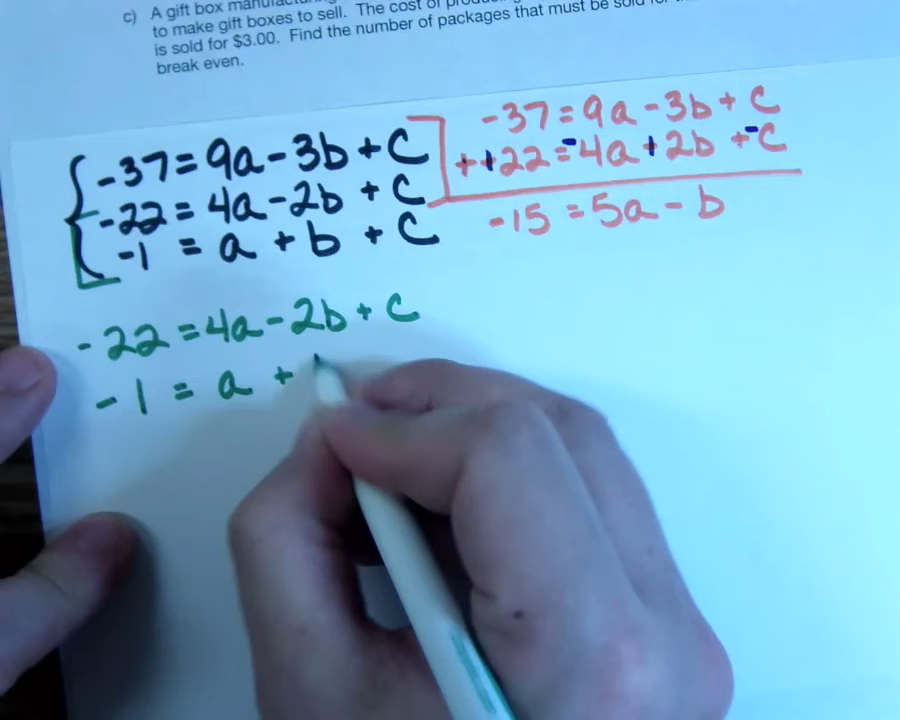 c) A gift box
to make gift boxes to sell. The cost of
is sold for $3.00. Find the number of packages that must be sold
break even.
-37 = 9a - 3b + C
-22 = 4a - 2b + C
-1 = a + b + C
-37 = 9a - 3b + C
++22 = -4a + 2b + -C
-15 = 5a - b
-22 = 4a - 2b + C
-1 = a +